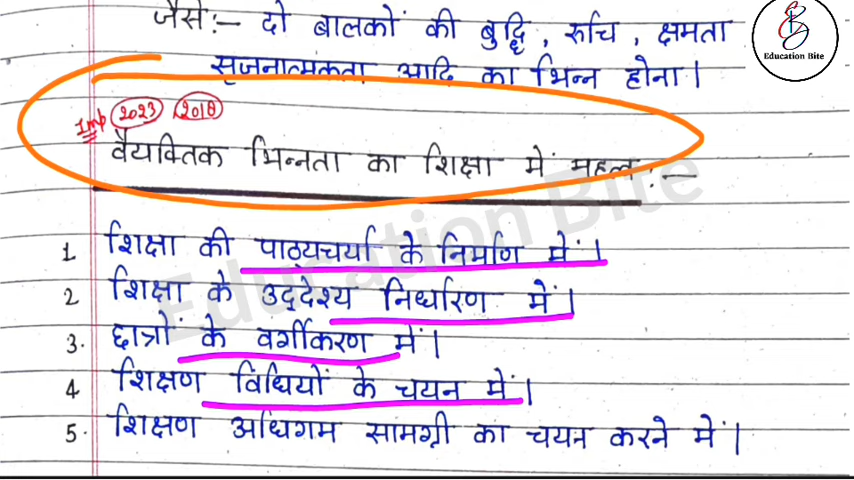 जैसे:- दो बालकों की बुद्धि, रुचि, क्षमता
सृजनात्मकता आदि का भिन्न होना।
Education Bite
Imp 2023 2018
वैयक्तिक भिन्नता का शिक्षा में महत्व:-
1 शिक्षा की पाठ्यचर्या के निर्माण में।
2 शिक्षा के उद्देश्य निर्धारण में।
3. छात्रों के वर्गीकरण में।
4 शिक्षण विधियों के चयन में।
5. शिक्षण अधिगम सामग्री का चयन करने में।
Education Bite